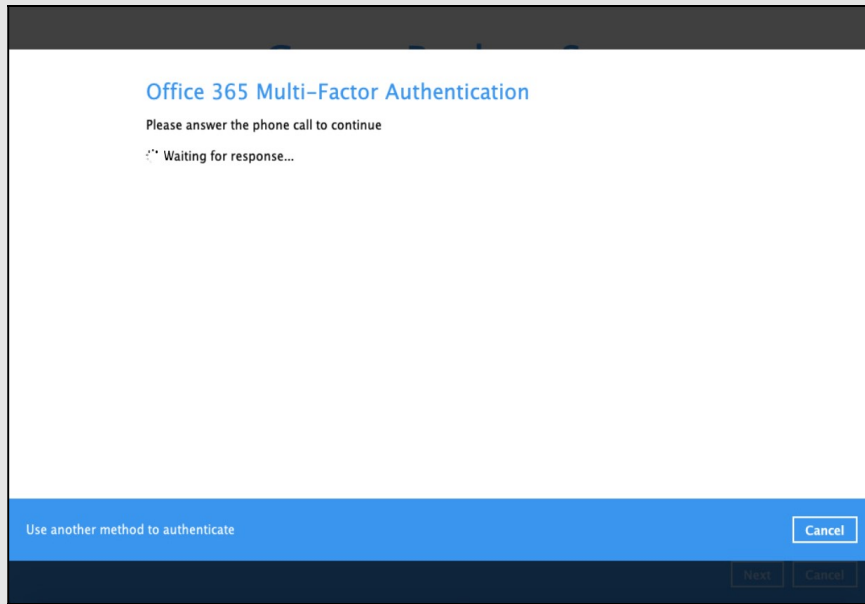 Office 365 Multi-Factor Authentication
Please answer the phone call to continue
Waiting for response...
Use another method to authenticate
Cancel
Next
Cancel